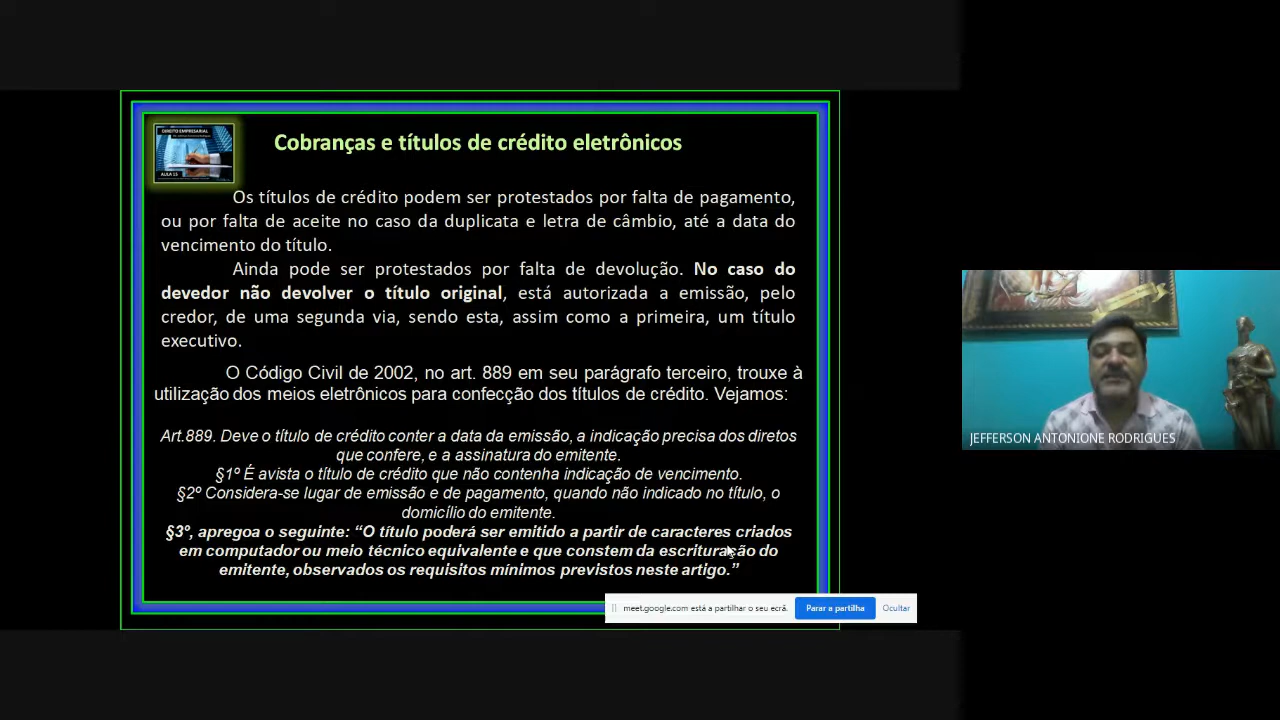 DIREITO EMPRESARIAL
AULA 15
Cobranças e títulos de crédito eletrônicos
Os títulos de crédito podem ser protestados por falta de pagamento,
ou por falta de aceite no caso da duplicata e letra de câmbio, até a data do
vencimento do título.
Ainda pode ser protestados por falta de devolução. No caso do
devedor não devolver o título original, está autorizada a emissão, pelo
credor, de uma segunda via, sendo esta, assim como a primeira, um título
executivo.
O Código Civil de 2002, no art. 889 em seu parágrafo terceiro, trouxe à
utilização dos meios eletrônicos para confecção dos títulos de crédito. Vejamos:
Art.889. Deve o título de crédito conter a data da emissão, a indicação precisa dos diretos
que confere, e a assinatura do emitente.
§1º É avista o título de crédito que não contenha indicação de vencimento.
§2º Considera-se lugar de emissão e de pagamento, quando não indicado no título, o
domicílio do emitente.
§3º, apregoa o seguinte: “O título poderá ser emitido a partir de caracteres criados
em computador ou meio técnico equivalente e que constem da escrituração do
emitente, observados os requisitos mínimos previstos neste artigo.”
meet.google.com está a partilhar o seu ecrã. Parar a partilha Ocultar
JEFFERSON ANTONIONE RODRIGUES